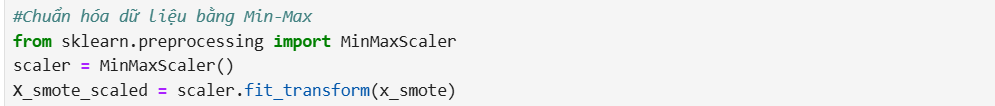 #Chuẩn hóa dữ liệu bằng Min-Max
from sklearn.preprocessing import MinMaxScaler
scaler = MinMaxScaler()
X_smote_scaled = scaler.fit_transform(x_smote)